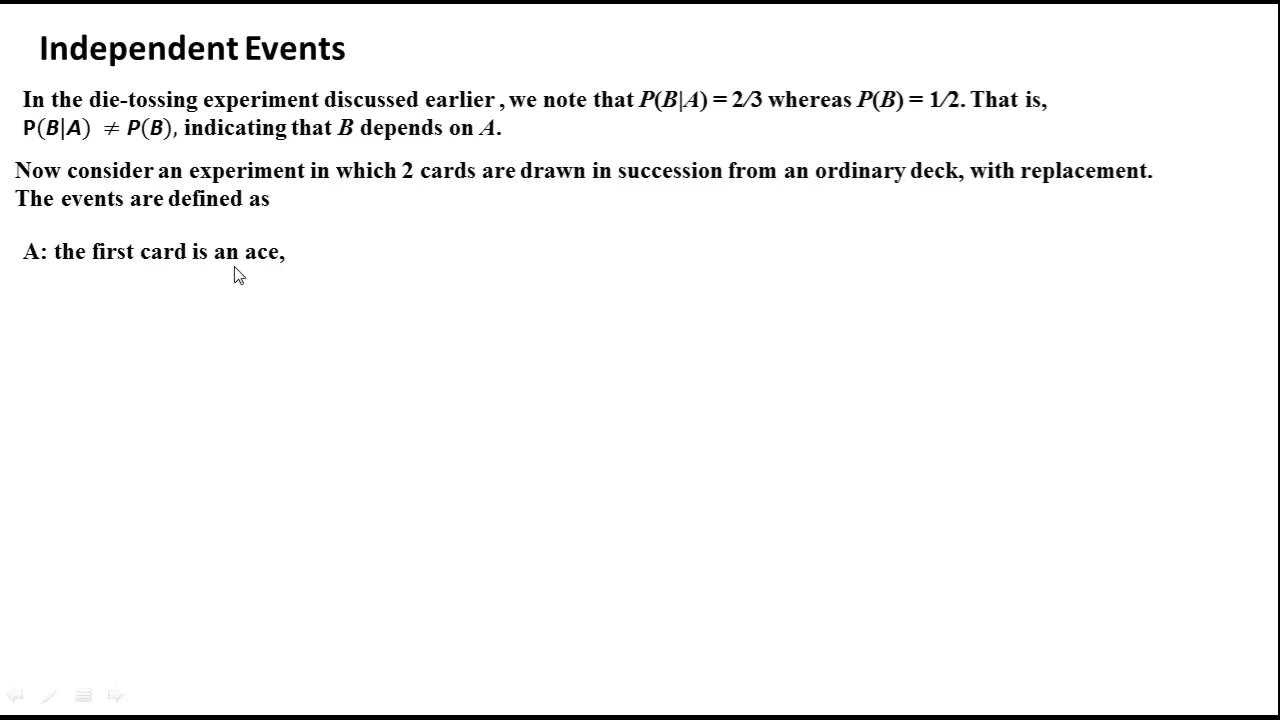 Independent Events
In the die-tossing experiment discussed earlier , we note that P(B|A) = 2/3 whereas P(B) = 1/2. That is,
P(B|A) ≠ P(B), indicating that B depends on A.
Now consider an experiment in which 2 cards are drawn in succession from an ordinary deck, with replacement.
The events are defined as
A: the first card is an ace,